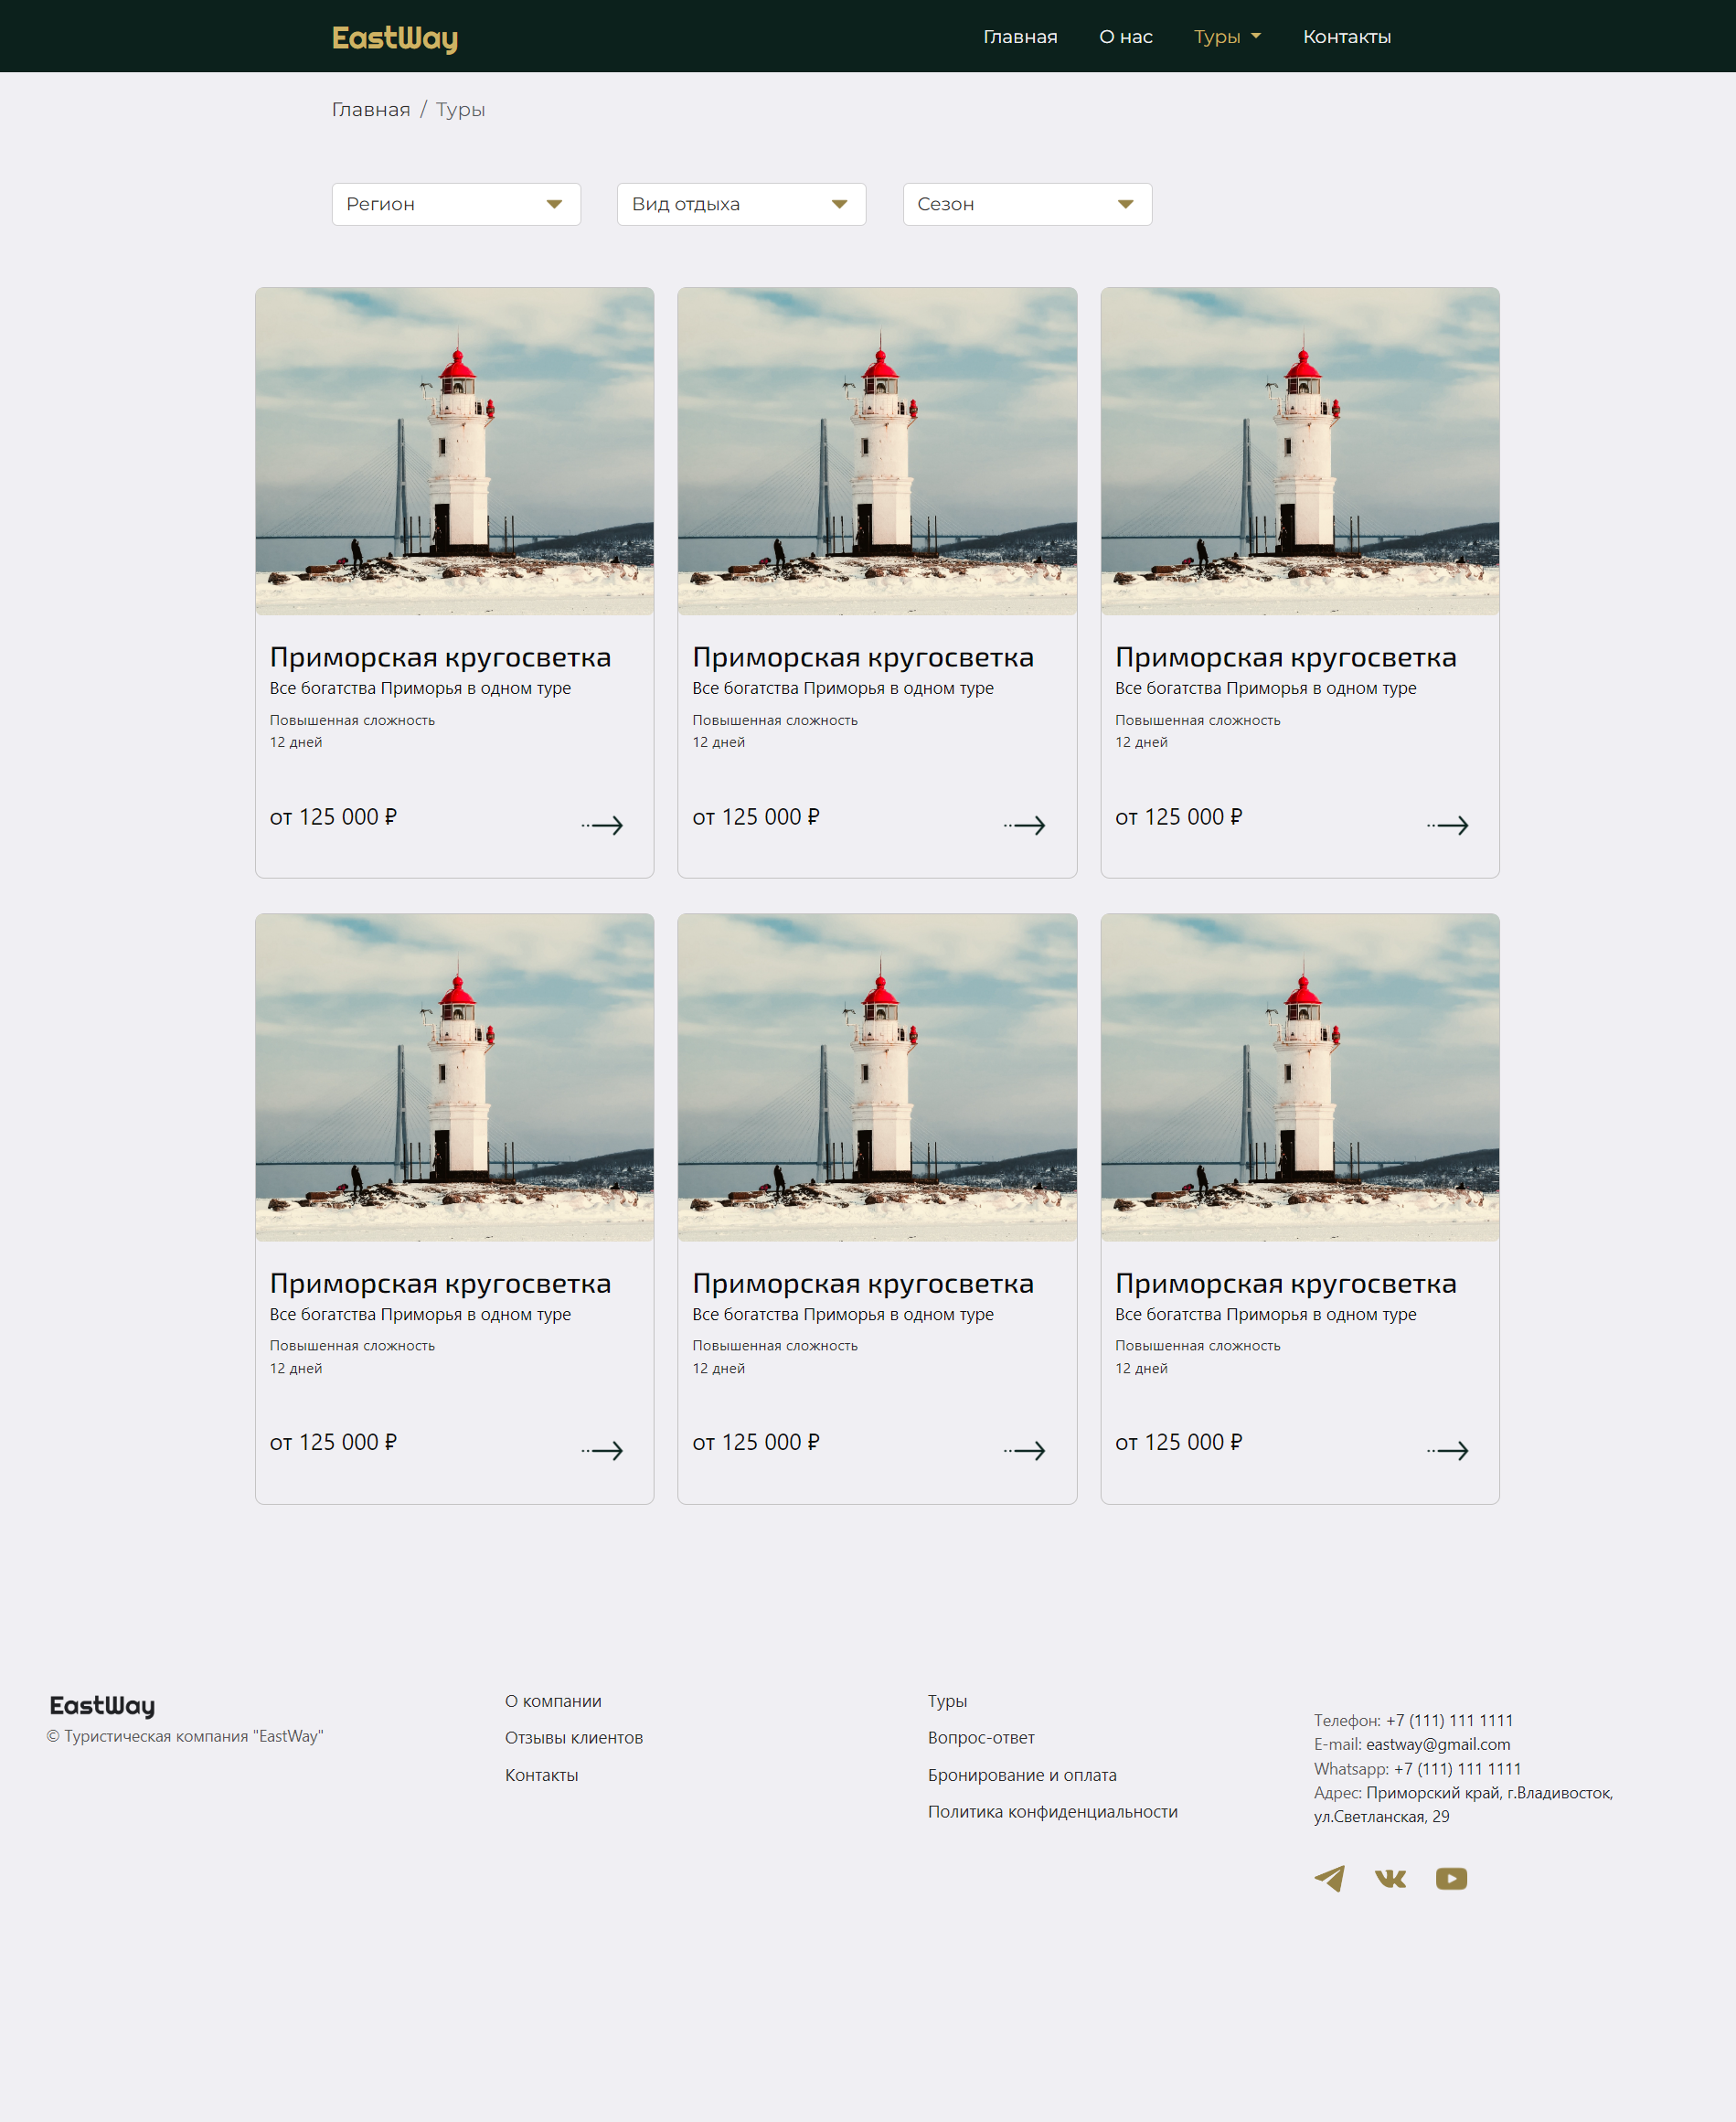 EastWay
Главная О нас Туры Контакты
Главная / Туры
Регион Вид отдыха Сезон
Приморская кругосветка
Все богатства Приморья в одном туре
Повышенная сложность
12 дней
от 125 000 ₽
Приморская кругосветка
Все богатства Приморья в одном туре
Повышенная сложность
12 дней
от 125 000 ₽
Приморская кругосветка
Все богатства Приморья в одном туре
Повышенная сложность
12 дней
от 125 000 ₽
Приморская кругосветка
Все богатства Приморья в одном туре
Повышенная сложность
12 дней
от 125 000 ₽
Приморская кругосветка
Все богатства Приморья в одном туре
Повышенная сложность
12 дней
от 125 000 ₽
Приморская кругосветка
Все богатства Приморья в одном туре
Повышенная сложность
12 дней
от 125 000 ₽
EastWay
© Туристическая компания "EastWay"
О компании
Отзывы клиентов
Контакты
Туры
Вопрос-ответ
Бронирование и оплата
Политика конфиденциальности
Телефон: +7 (111) 111 1111
E-mail: eastway@gmail.com
Whatsapp: +7 (111) 111 1111
Адрес: Приморский край, г.Владивосток,
ул.Светланская, 29